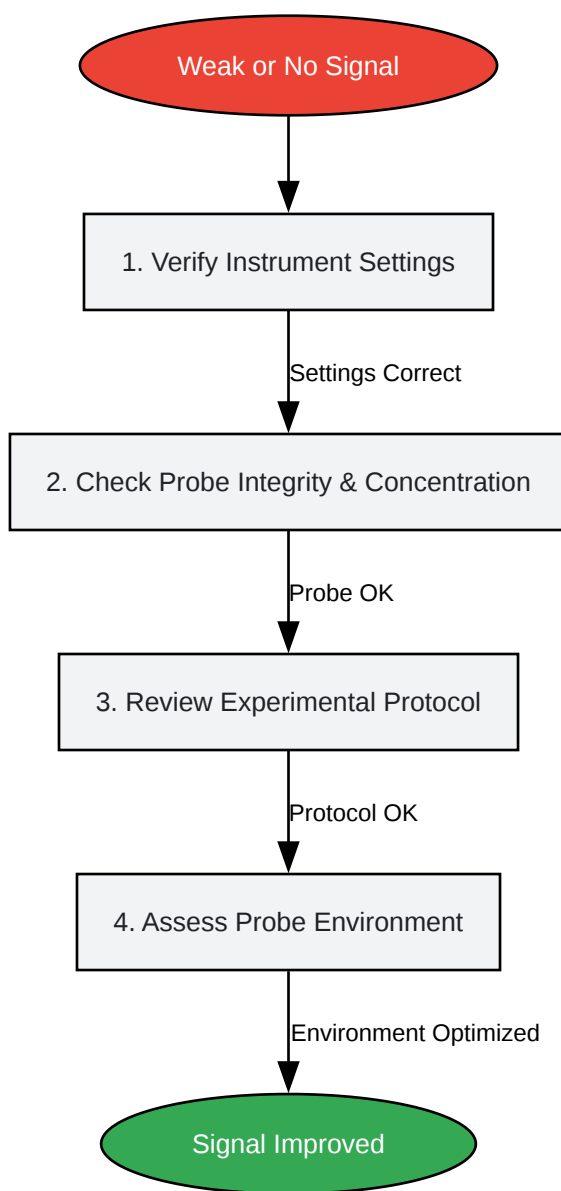 Weak or No Signal
1. Verify Instrument Settings
Settings Correct
2. Check Probe Integrity & Concentration
Probe OK
3. Review Experimental Protocol
Protocol OK
4. Assess Probe Environment
Environment Optimized
Signal Improved